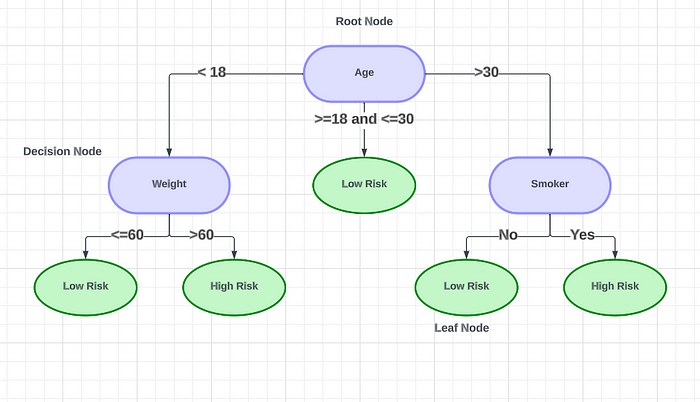 Root Node
Age
< 18
>30
>=18 and <=30
Decision Node
Weight
Low Risk
Smoker
<=60
>60
No
Yes
Low Risk
High Risk
Low Risk
High Risk
Leaf Node